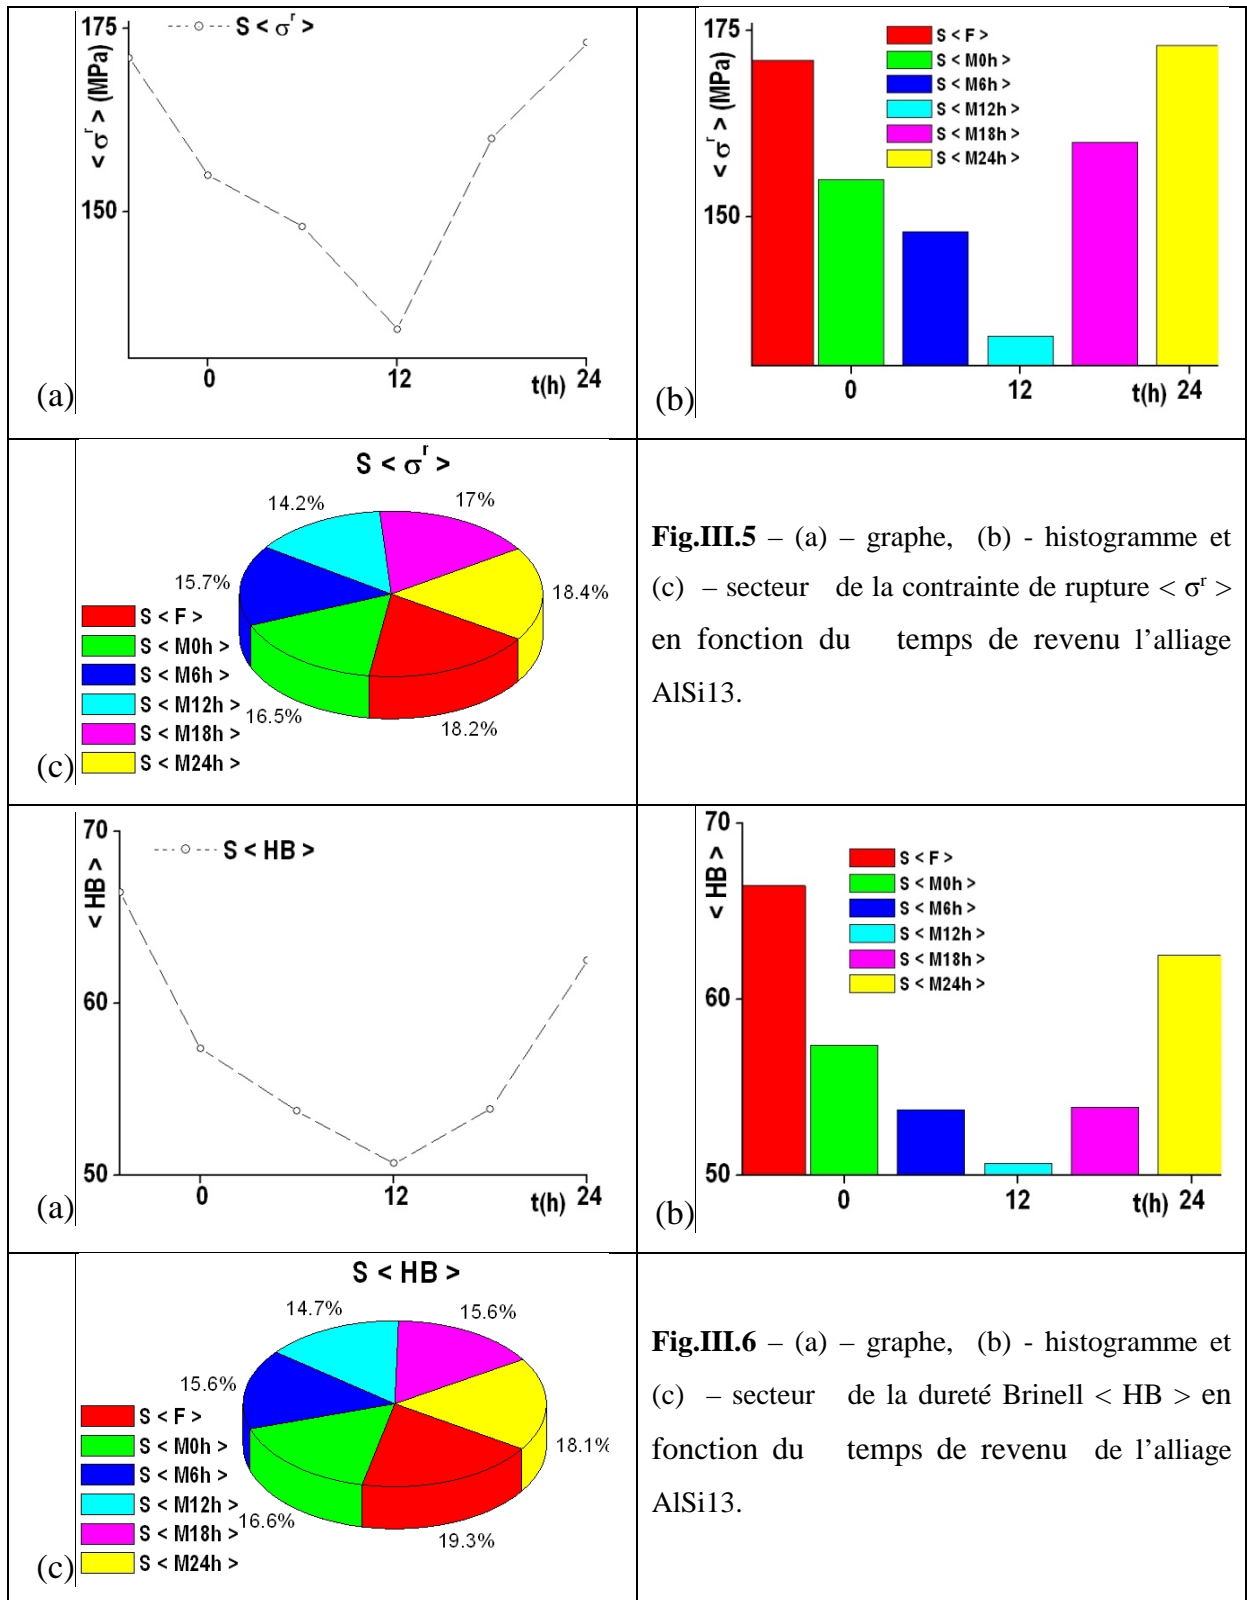 175
150
< σʳ > (MPa)
S < σʳ >
0
12
t(h)
24
(a)
175
150
< σʳ > (MPa)
S < F >
S < M0h >
S < M6h >
S < M12h >
S < M18h >
S < M24h >
0
12
t(h)
24
(b)
S < σʳ >
14.2%
17%
15.7%
18.4%
16.5%
18.2%
S < F >
S < M0h >
S < M6h >
S < M12h >
S < M18h >
S < M24h >
(c)
Fig.III.5 – (a) – graphe, (b) - histogramme et
(c) – secteur de la contrainte de rupture < σʳ >
en fonction du temps de revenu l’alliage
AlSi13.
70
60
50
< HB >
S < HB >
0
12
t(h)
24
(a)
70
60
50
< HB >
S < F >
S < M0h >
S < M6h >
S < M12h >
S < M18h >
S < M24h >
0
12
t(h)
24
(b)
S < HB >
14.7%
15.6%
15.6%
18.1%
16.6%
19.3%
S < F >
S < M0h >
S < M6h >
S < M12h >
S < M18h >
S < M24h >
(c)
Fig.III.6 – (a) – graphe, (b) - histogramme et
(c) – secteur de la dureté Brinell < HB > en
fonction du temps de revenu de l’alliage
AlSi13.